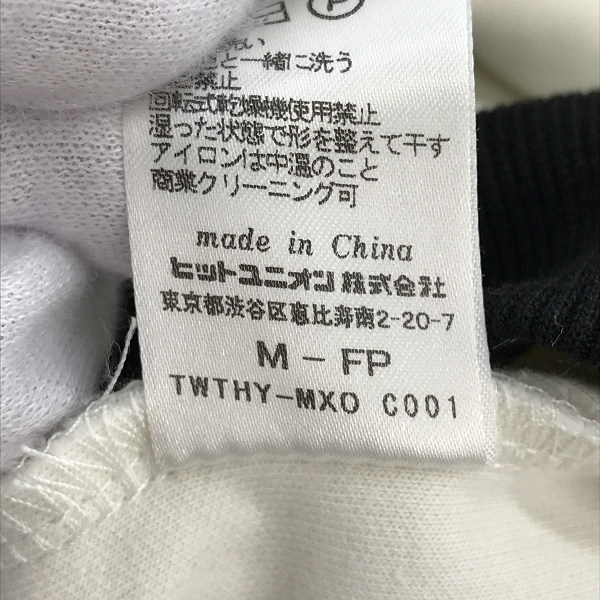 P
洗い
と一緒に洗う
禁止
回転式乾燥機使用禁止
湿った状態で形を整えて干す
アイロンは中温のこと
商業クリーニング可
made in China
ヒットユニオン株式会社
東京都渋谷区恵比寿南2-20-7
M - FP
TWTHY-MXO C001